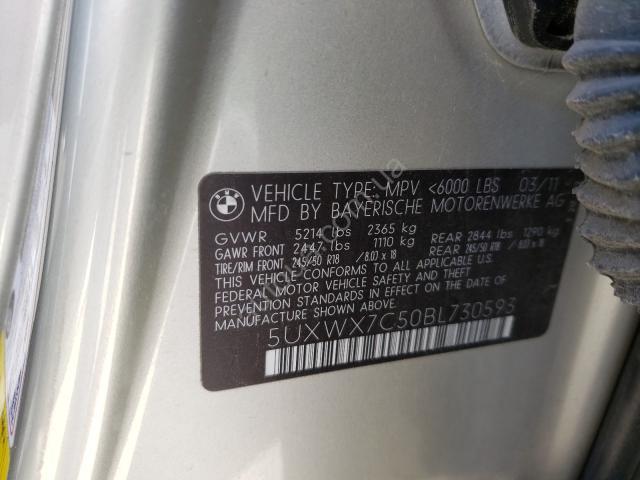 BMW
VEHICLE TYPE: MPV <6000 LBS 03/11
MFD BY BAYERISCHE MOTORENWERKE AG
GVWR 5214 lbs 2365 kg
GAWR FRONT 2447 lbs 1110 kg REAR 2844 lbs 1290 kg
TIRE/RIM FRONT 245/50 R18 / 8.0J x 18 REAR 245/50 R18 / 8.0J x 18
THIS VEHICLE CONFORMS TO ALL APPLICABLE U.S.
FEDERAL MOTOR VEHICLE SAFETY, BUMPER, AND THEFT
PREVENTION STANDARDS IN EFFECT ON THE DATE OF
MANUFACTURE SHOWN ABOVE.
5UXWX7C50BL730593